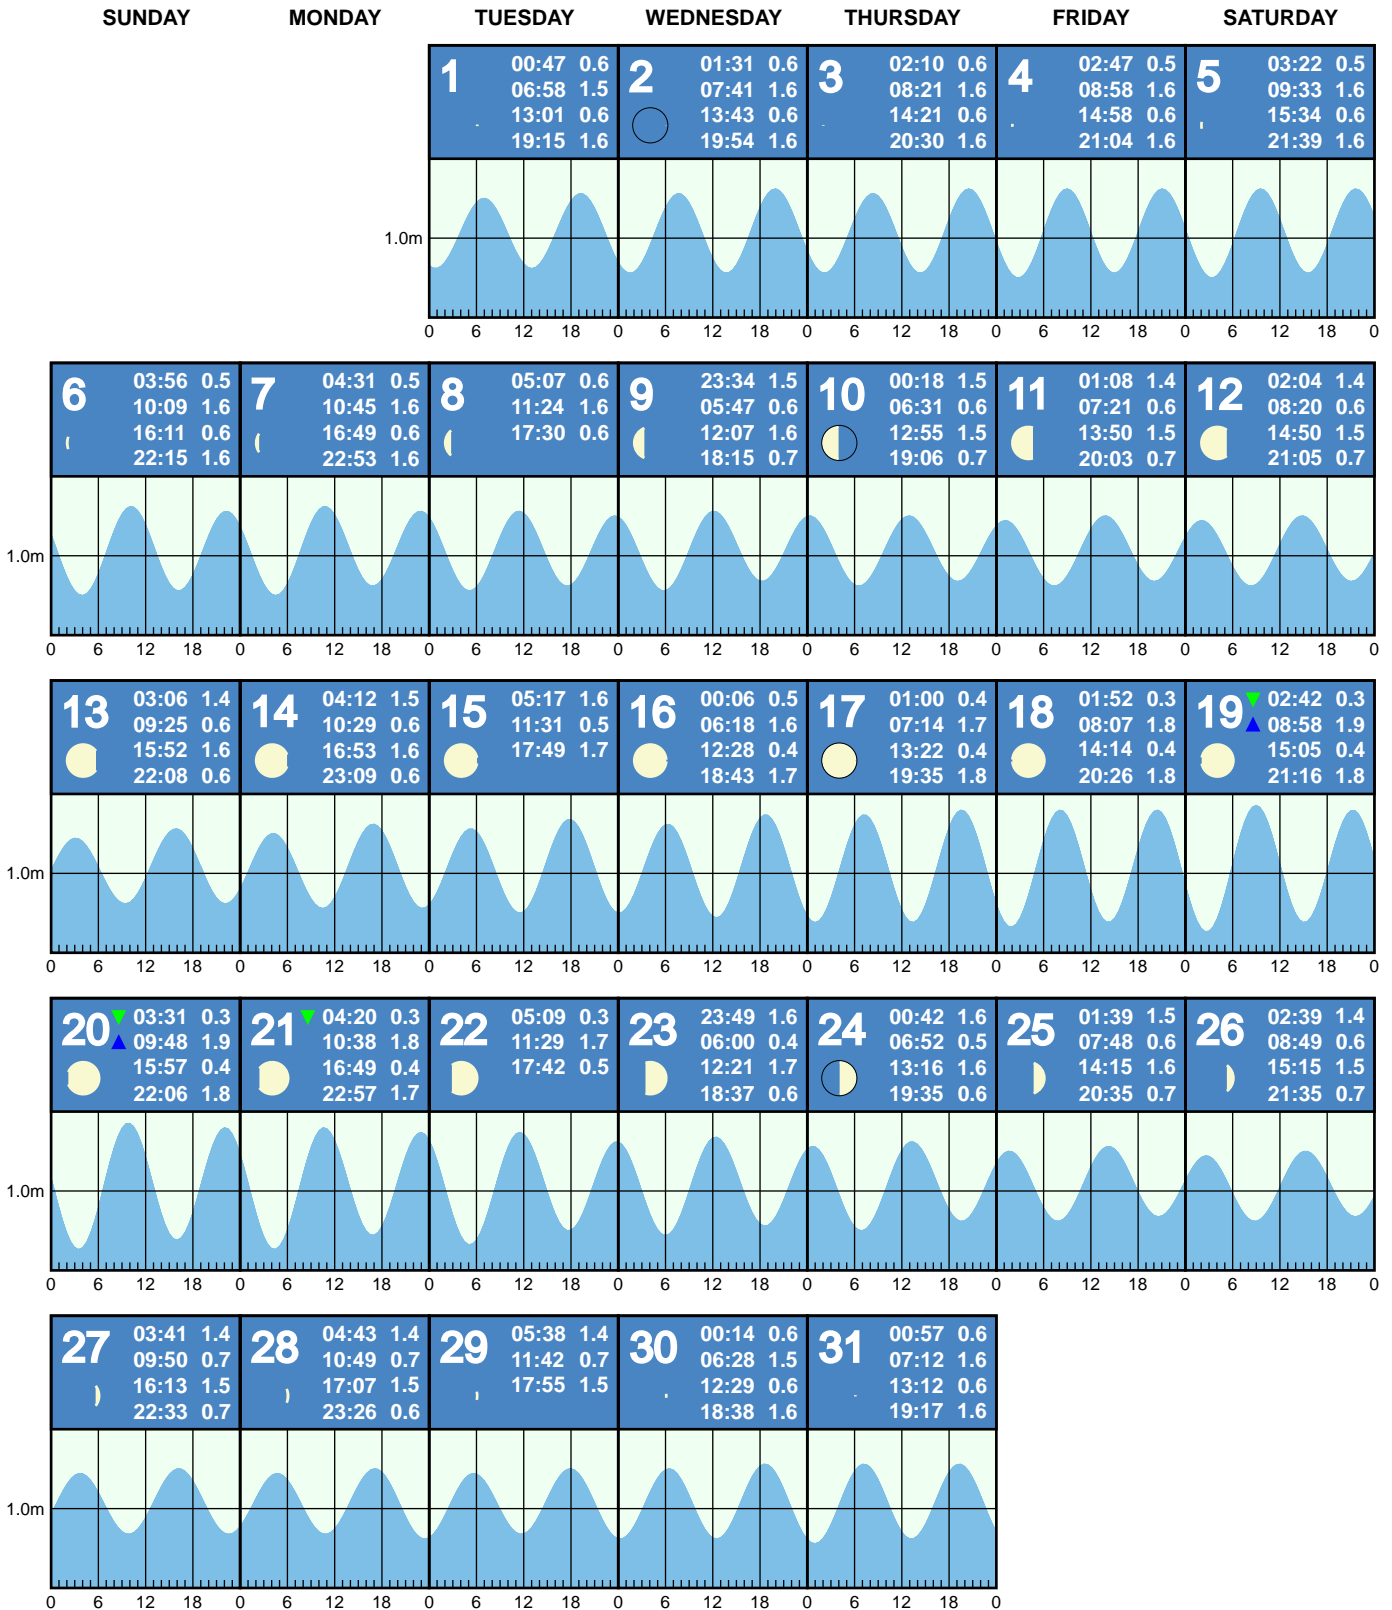 SUNDAY MONDAY TUESDAY WEDNESDAY THURSDAY FRIDAY SATURDAY
1 00:47 0.6
06:58 1.5
13:01 0.6
19:15 1.6
2 01:31 0.6
07:41 1.6
13:43 0.6
19:54 1.6
3 02:10 0.6
08:21 1.6
14:21 0.6
20:30 1.6
4 02:47 0.5
08:58 1.6
14:58 0.6
21:04 1.6
5 03:22 0.5
09:33 1.6
15:34 0.6
21:39 1.6
1.0m
0 6 12 18 0 6 12 18 0 6 12 18 0 6 12 18 0 6 12 18 0
6 03:56 0.5
10:09 1.6
16:11 0.6
22:15 1.6
7 04:31 0.5
10:45 1.6
16:49 0.6
22:53 1.6
8 05:07 0.6
11:24 1.6
17:30 0.6
9 23:34 1.5
05:47 0.6
12:07 1.6
18:15 0.7
10 00:18 1.5
06:31 0.6
12:55 1.5
19:06 0.7
11 01:08 1.4
07:21 0.6
13:50 1.5
20:03 0.7
12 02:04 1.4
08:20 0.6
14:50 1.5
21:05 0.7
1.0m
0 6 12 18 0 6 12 18 0 6 12 18 0 6 12 18 0 6 12 18 0 6 12 18 0 6 12 18 0
13 03:06 1.4
09:25 0.6
15:52 1.6
22:08 0.6
14 04:12 1.5
10:29 0.6
16:53 1.6
23:09 0.6
15 05:17 1.6
11:31 0.5
17:49 1.7
16 00:06 0.5
06:18 1.6
12:28 0.4
18:43 1.7
17 01:00 0.4
07:14 1.7
13:22 0.4
19:35 1.8
18 01:52 0.3
08:07 1.8
14:14 0.4
20:26 1.8
19 02:42 0.3
08:58 1.9
15:05 0.4
21:16 1.8
1.0m
0 6 12 18 0 6 12 18 0 6 12 18 0 6 12 18 0 6 12 18 0 6 12 18 0 6 12 18 0
20 03:31 0.3
09:48 1.9
15:57 0.4
22:06 1.8
21 04:20 0.3
10:38 1.8
16:49 0.4
22:57 1.7
22 05:09 0.3
11:29 1.7
17:42 0.5
23 23:49 1.6
06:00 0.4
12:21 1.7
18:37 0.6
24 00:42 1.6
06:52 0.5
13:16 1.6
19:35 0.6
25 01:39 1.5
07:48 0.6
14:15 1.6
20:35 0.7
26 02:39 1.4
08:49 0.6
15:15 1.5
21:35 0.7
1.0m
0 6 12 18 0 6 12 18 0 6 12 18 0 6 12 18 0 6 12 18 0 6 12 18 0 6 12 18 0
27 03:41 1.4
09:50 0.7
16:13 1.5
22:33 0.7
28 04:43 1.4
10:49 0.7
17:07 1.5
23:26 0.6
29 05:38 1.4
11:42 0.7
17:55 1.5
30 00:14 0.6
06:28 1.5
12:29 0.6
18:38 1.6
31 00:57 0.6
07:12 1.6
13:12 0.6
19:17 1.6
1.0m
0 6 12 18 0 6 12 18 0 6 12 18 0 6 12 18 0 6 12 18 0